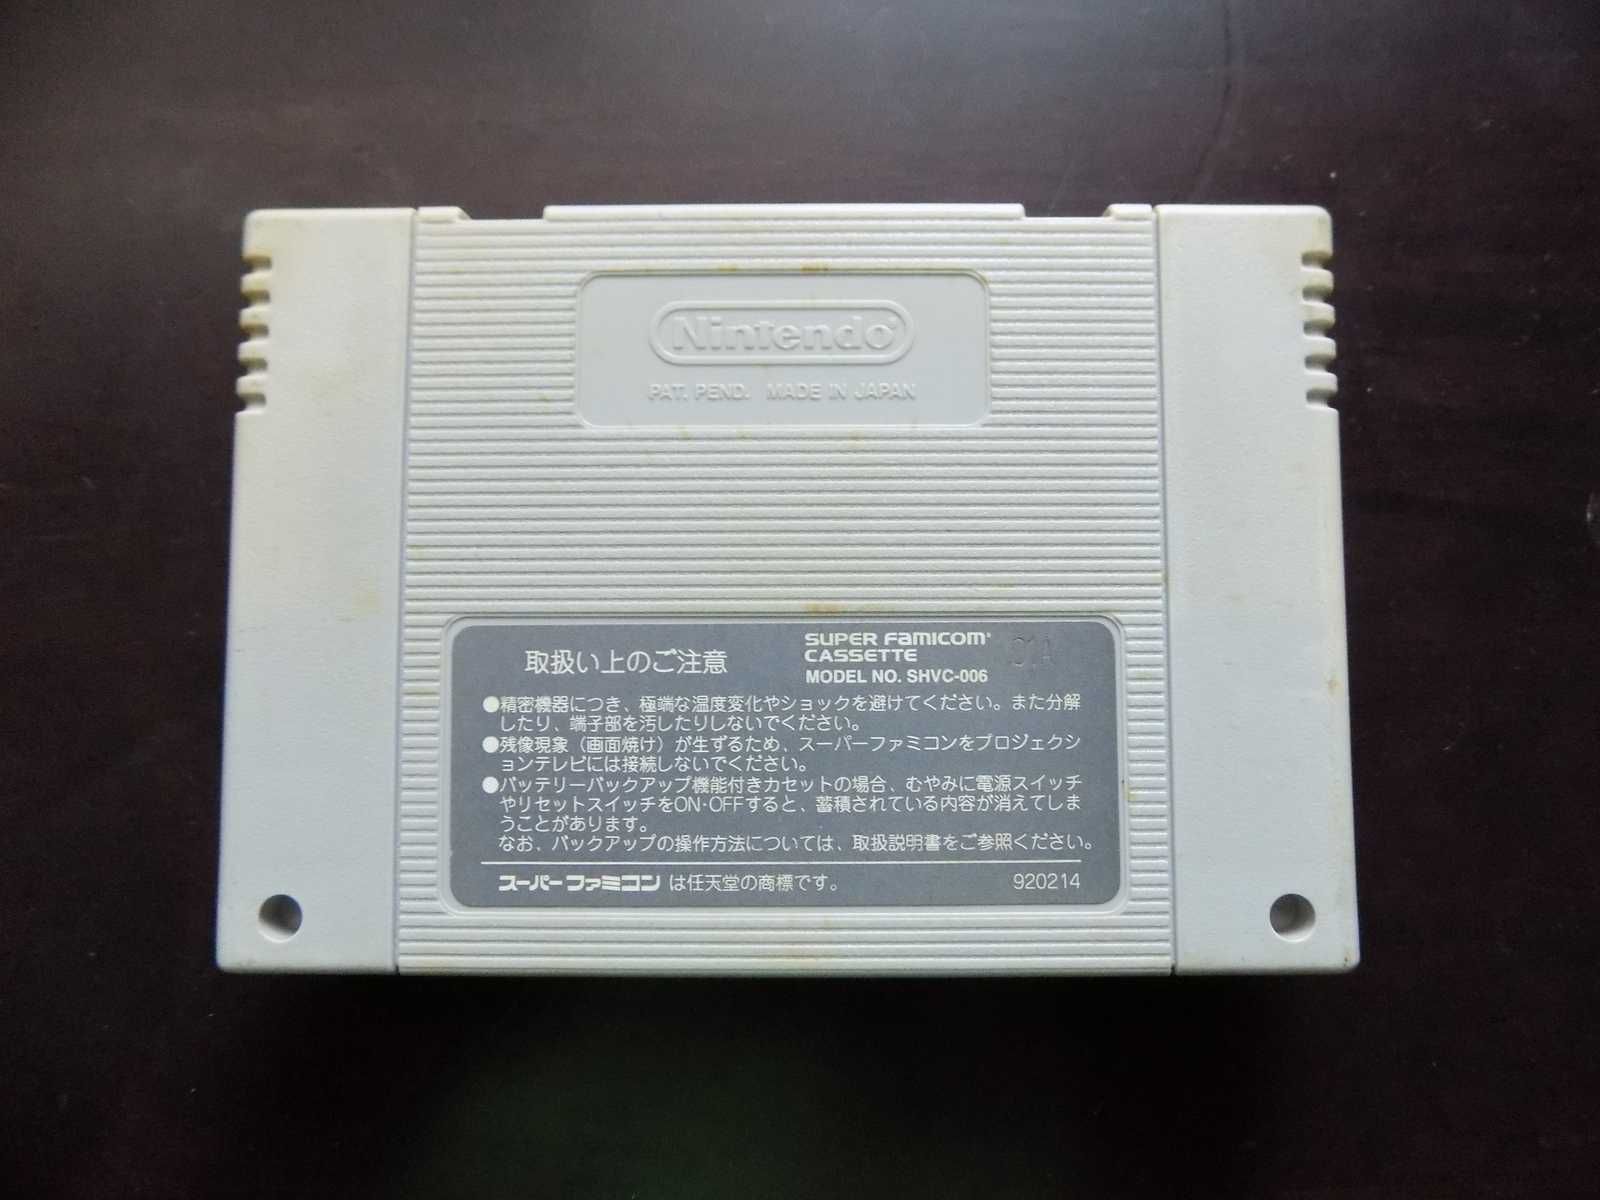 Nintendo
PAT. PEND. MADE IN JAPAN
取扱い上のご注意
SUPER FAMICOM
CASSETTE
MODEL NO. SHVC-006
01A
●精密機器につき、極端な温度変化やショックを避けてください。また分解
したり、端子部を汚したりしないでください。
●残像現象（画面焼け）が生ずるため、スーパーファミコンをプロジェクシ
ョンテレビには接続しないでください。
●バッテリーバックアップ機能付きカセットの場合、むやみに電源スイッチ
やリセットスイッチをON·OFFすると、蓄積されている内容が消えてしま
うことがあります。
なお、バックアップの操作方法については、取扱説明書をご参照ください。
スーパーファミコン は任天堂の商標です。
920214